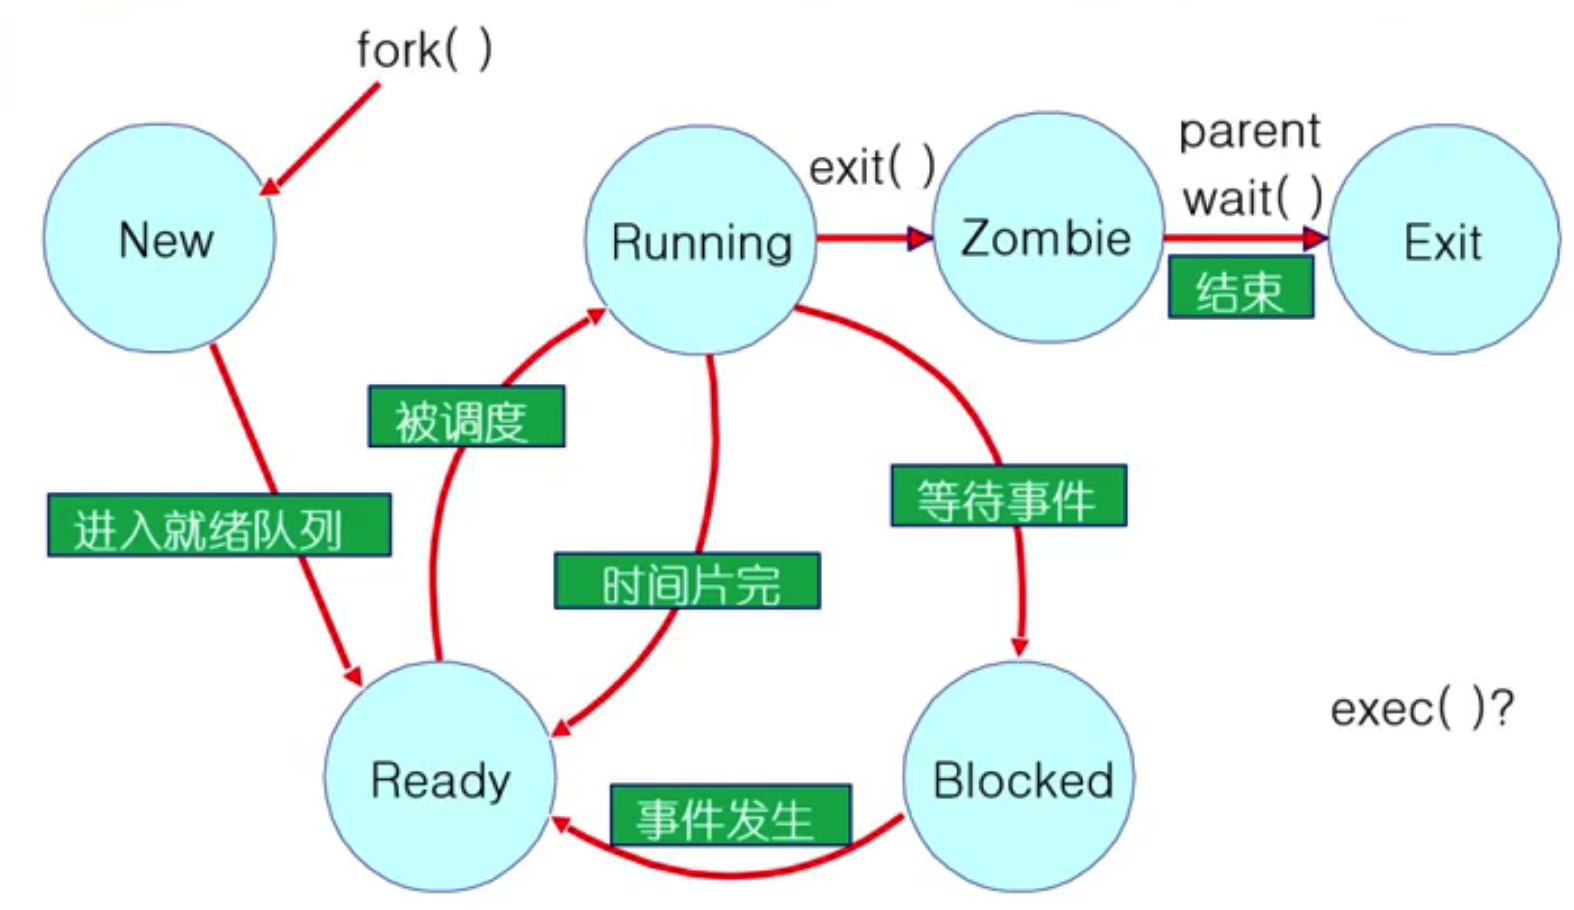 fork( )
New
Running
exit( )
Zombie
parent
wait( )
结束
Exit
被调度
进入就绪队列
时间片完
等待事件
Ready
事件发生
Blocked
exec( )?